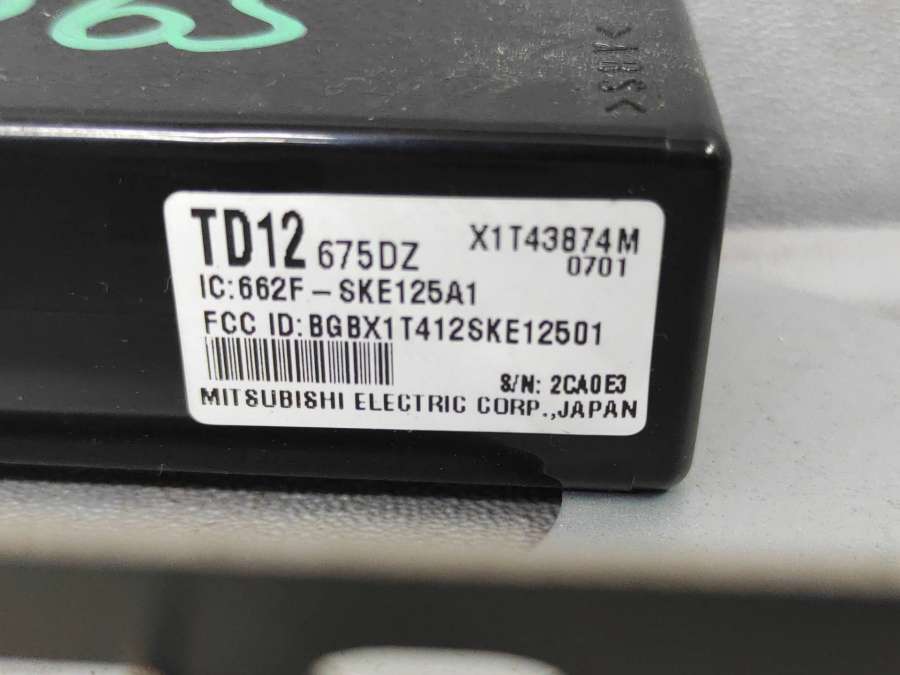 TD12 675DZ X1T43874M
0701
IC:662F-SKE125A1
FCC ID:BGBX1T412SKE12501
S/N: 2CA0E3
MITSUBISHI ELECTRIC CORP.,JAPAN